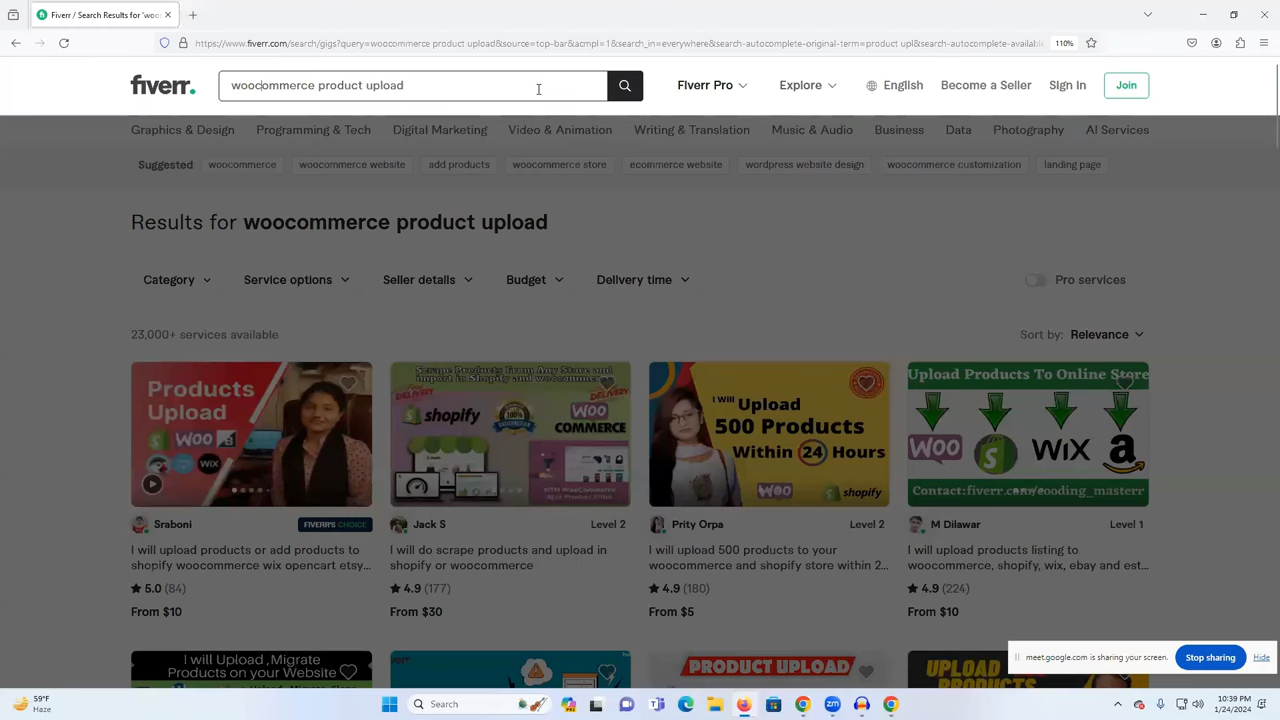 Fiverr / Search Results for 'woo
https://www.fiverr.com/search/gigs?query=woocommerce product upload&source=top-bar&acmpl=1&search_in=everywhere&search-autocomplete-original-term=product upl&search-autocomplete-available
110%
fiverr.
woocommerce product upload
Fiverr Pro
Explore
English
Become a Seller
Sign In
Join
Graphics & Design
Programming & Tech
Digital Marketing
Video & Animation
Writing & Translation
Music & Audio
Business
Data
Photography
AI Services
Suggested
woocommerce
woocommerce website
add products
woocommerce store
ecommerce website
wordpress website design
woocommerce customization
landing page
Results for woocommerce product upload
Category
Service options
Seller details
Budget
Delivery time
Pro services
23,000+ services available
Sort by: Relevance
Products
Upload
WOO
WIX
Scrape Products From Any Store and
import in Shopify and woocommerce
DELIVERY
shopify
100%
WOO
COMMERCE
I Will
Upload
500 Products
Within 24 Hours
WOO
shopify
Upload Products To Online Store
Woo
WIX
a
Contact:fiverr.com/cooding_masterr
Sraboni
FIVERR'S CHOICE
Jack S
Level 2
Prity Orpa
Level 2
M Dilawar
Level 1
I will upload products or add products to
shopify woocommerce wix opencart etsy...
I will do scrape products and upload in
shopify or woocommerce
I will upload 500 products to your
woocommerce and shopify store within 2...
I will upload products listing to
woocommerce, shopify, wix, ebay and est...
5.0 (84)
4.9 (177)
4.9 (180)
4.9 (224)
From $10
From $30
From $5
From $10
I will Upload ,Migrate
Products on your Website
PRODUCT UPLOAD
UPLOAD
meet.google.com is sharing your screen.
Stop sharing
Hide
59°F
Haze
Search
10:39 PM
1/24/2024